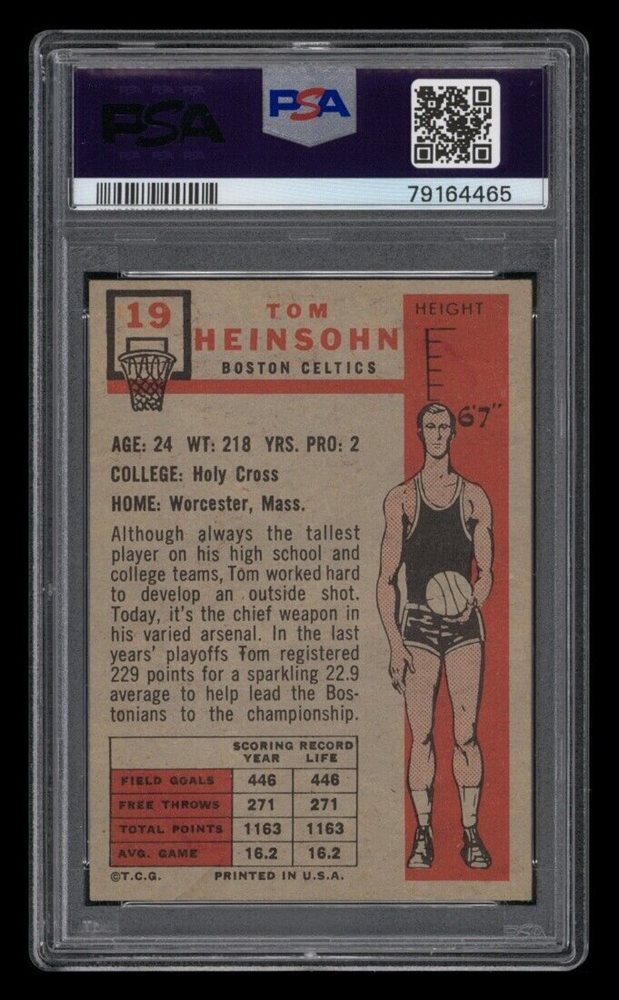 PSA
PSA
79164465
19
TOM
HEINSOHN
BOSTON CELTICS
HEIGHT
6'7"
AGE: 24 WT: 218 YRS. PRO: 2
COLLEGE: Holy Cross
HOME: Worcester, Mass.
Although always the tallest
player on his high school and
college teams, Tom worked hard
to develop an outside shot.
Today, it's the chief weapon in
his varied arsenal. In the last
years' playoffs Tom registered
229 points for a sparkling 22.9
average to help lead the Bos-
tonians to the championship.
SCORING RECORD
YEAR LIFE
FIELD GOALS 446 446
FREE THROWS 271 271
TOTAL POINTS 1163 1163
AVG. GAME 16.2 16.2
©T.C.G. PRINTED IN U.S.A.
PSA